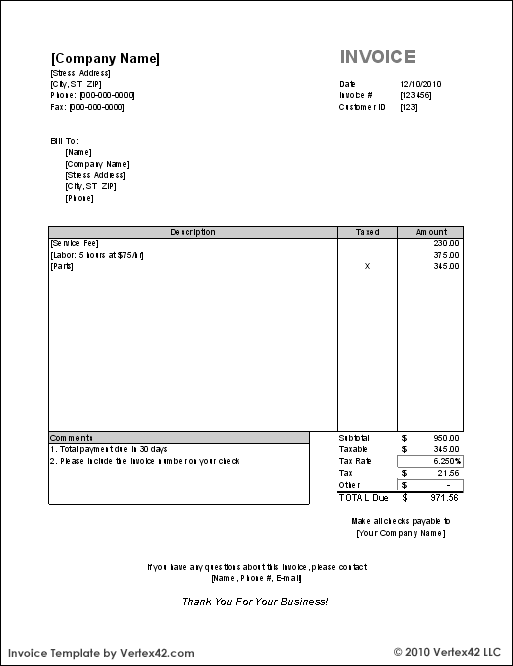 [Company Name]
INVOICE
[Stress Address]
[City, ST ZIP]
Phone: [000-000-0000]
Fax: [000-000-0000]
Date 12/10/2010
Invoice # [123456]
Customer ID [123]
Bill To:
[Name]
[Company Name]
[Stress Address]
[City, ST ZIP]
[Phone]
Description Taxed Amount
[Service Fee] 230.00
[Labor: 5 hours at $75/hr] 375.00
[Parts] X 345.00
Comments
1. Total payment due in 30 days
2. Please include the invoice number on your check
Subtotal $ 950.00
Taxable $ 345.00
Tax Rate 6.250%
Tax $ 21.56
Other $ -
TOTAL Due $ 971.56
Make all checks payable to
[Your Company Name]
If you have any questions about this invoice, please contact
[Name, Phone #, E-mail]
Thank You For Your Business!
Invoice Template by Vertex42.com
© 2010 Vertex42 LLC